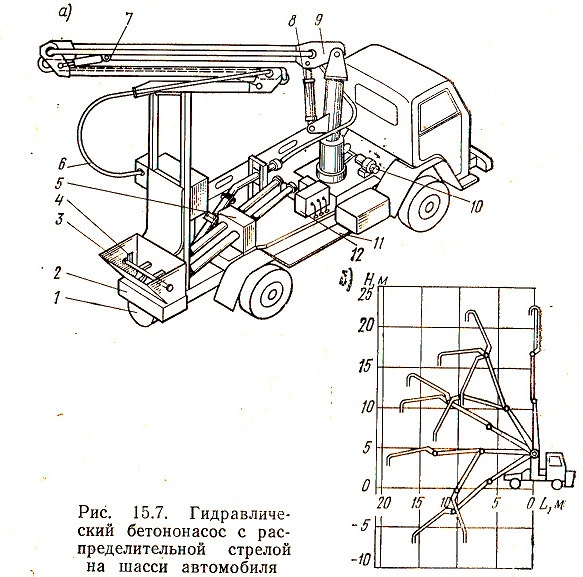 а)
7
8
9
6
5
4
3
2
1
10
11
12
б) Н, м
25
20
15
10
5
0
-5
-10
20 15 10 5 0 L, м
Рис. 15.7. Гидравличе-
ский бетононасос с рас-
пределительной стрелой
на шасси автомобиля